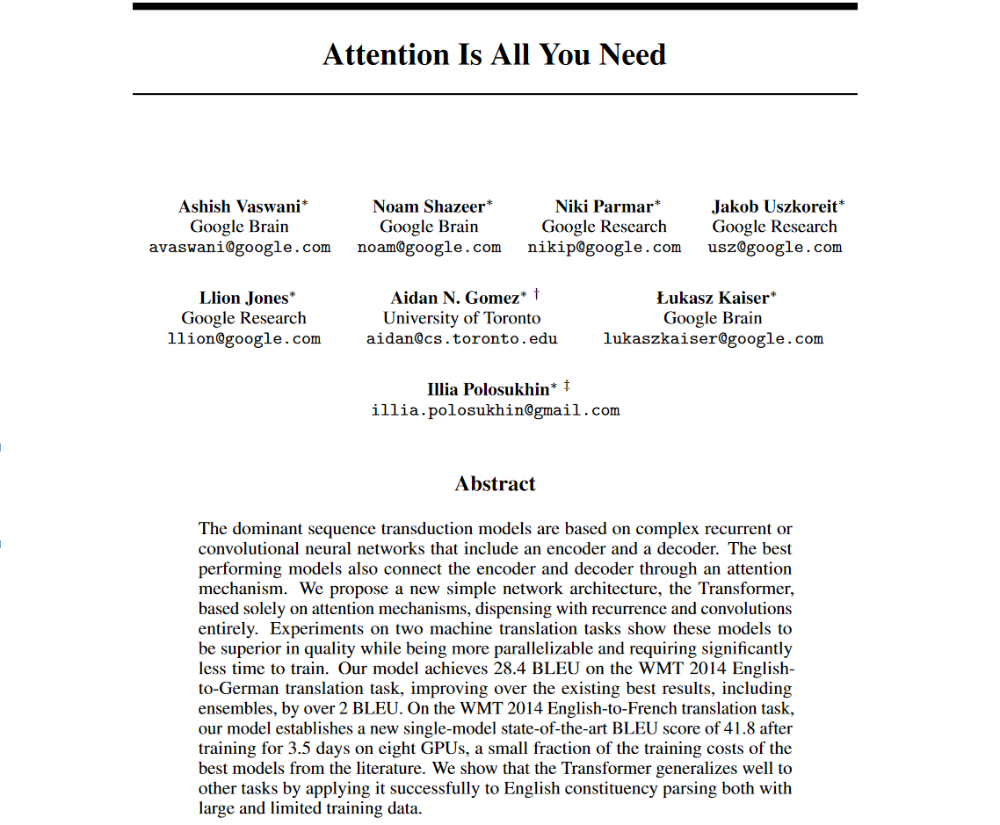 Attention Is All You Need
Ashish Vaswani* Noam Shazeer* Niki Parmar* Jakob Uszkoreit*
Google Brain Google Brain Google Research Google Research
avaswani@google.com noam@google.com nikip@google.com usz@google.com
Llion Jones* Aidan N. Gomez* † Łukasz Kaiser*
Google Research University of Toronto Google Brain
llion@google.com aidan@cs.toronto.edu lukaszkaiser@google.com
Illia Polosukhin* ‡
illia.polosukhin@gmail.com
Abstract
The dominant sequence transduction models are based on complex recurrent or
convolutional neural networks that include an encoder and a decoder. The best
performing models also connect the encoder and decoder through an attention
mechanism. We propose a new simple network architecture, the Transformer,
based solely on attention mechanisms, dispensing with recurrence and convolutions
entirely. Experiments on two machine translation tasks show these models to
be superior in quality while being more parallelizable and requiring significantly
less time to train. Our model achieves 28.4 BLEU on the WMT 2014 English-
to-German translation task, improving over the existing best results, including
ensembles, by over 2 BLEU. On the WMT 2014 English-to-French translation task,
our model establishes a new single-model state-of-the-art BLEU score of 41.8 after
training for 3.5 days on eight GPUs, a small fraction of the training costs of the
best models from the literature. We show that the Transformer generalizes well to
other tasks by applying it successfully to English constituency parsing both with
large and limited training data.